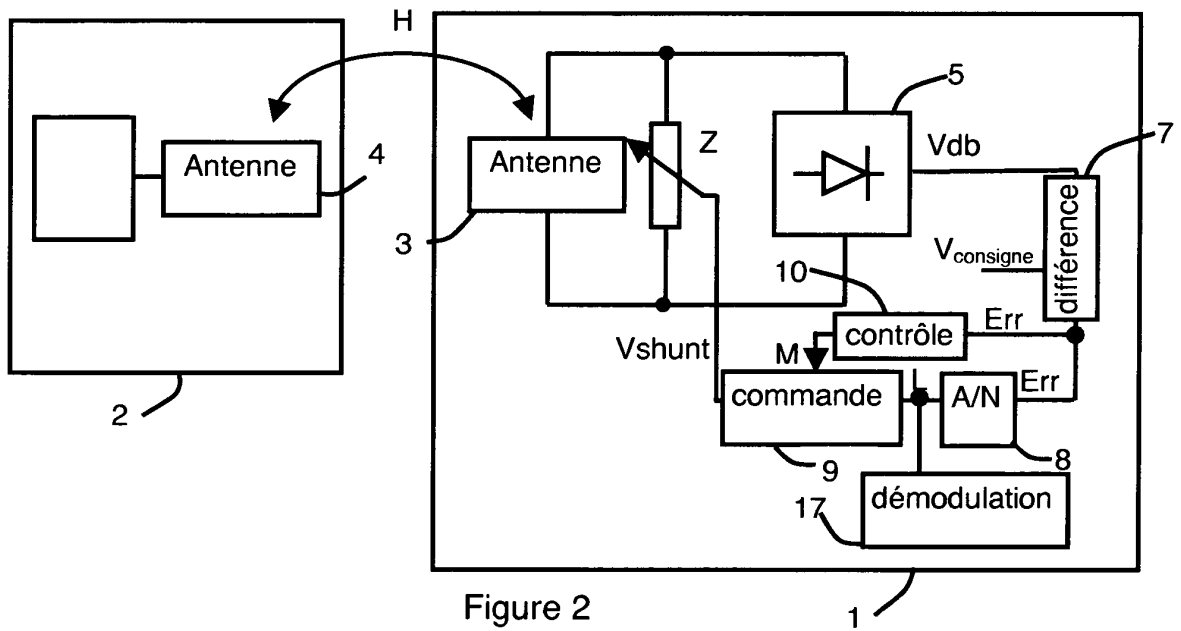 H
5
Antenne
4
Antenne
Z
Vdb
7
3
Vconsigne
différence
10
contrôle
Err
Vshunt
M
commande
L
A/N
Err
2
9
8
démodulation
17
Figure 2
1